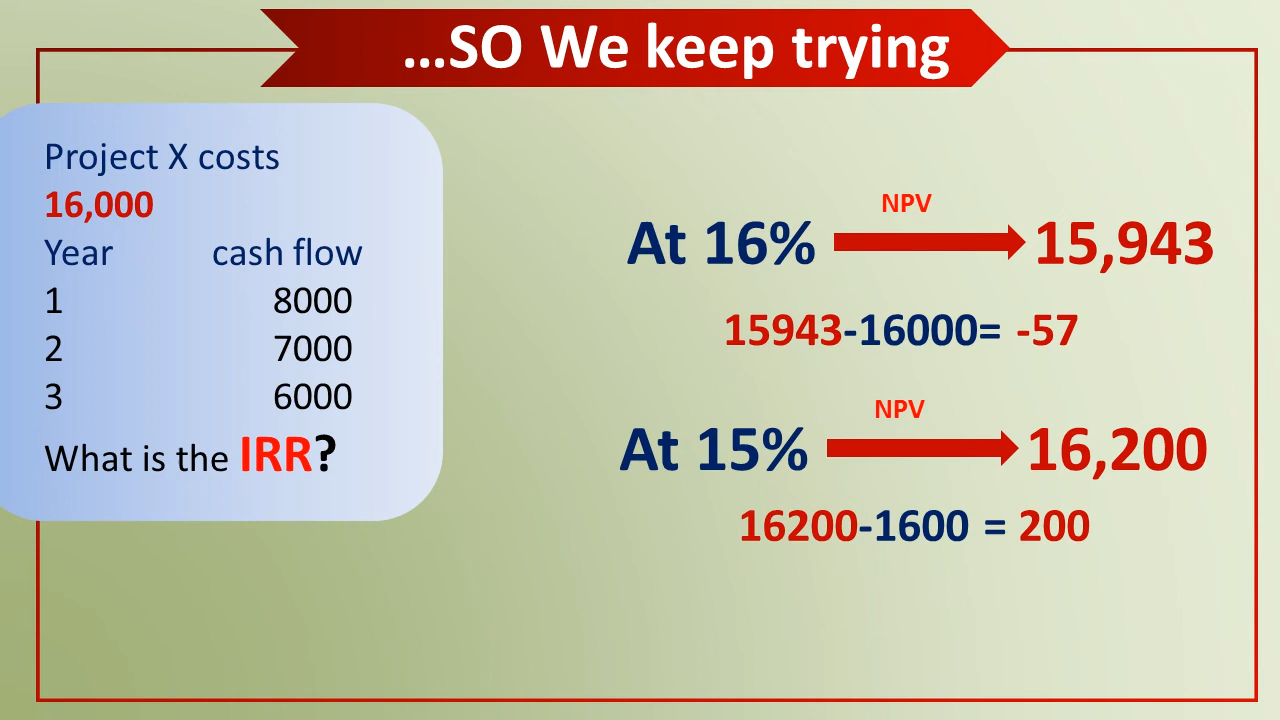 ...SO We keep trying
Project X costs
16,000
Year cash flow
1 8000
2 7000
3 6000
What is the IRR?
NPV
At 16% 15,943
15943-16000= -57
NPV
At 15% 16,200
16200-1600 = 200